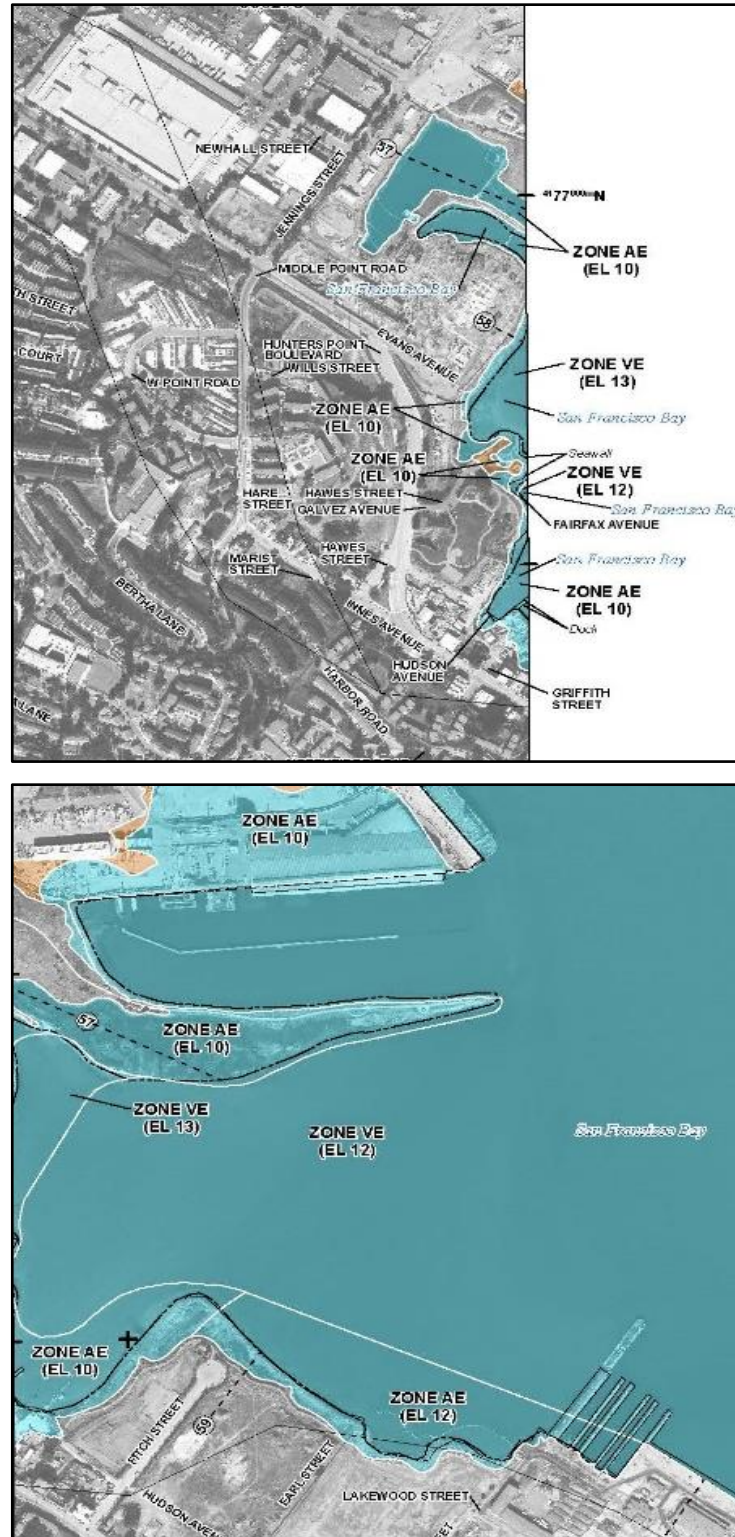 NEWHALL STREET
JENNINGS STREET
57
4177000mN
ZONE AE
(EL 10)
MIDDLE POINT ROAD
San Francisco Bay
TH STREET
COURT
W POINT ROAD
EVANS AVENUE
58
HUNTERS POINT
BOULEVARD
WILLS STREET
ZONE VE
(EL 13)
ZONE AE
(EL 10)
San Francisco Bay
ZONE AE
(EL 10)
Seawall
ZONE VE
(EL 12)
HARE
STREET
HAWES STREET
GALVEZ AVENUE
San Francisco Bay
FAIRFAX AVENUE
MARIST
STREET
HAWES
STREET
San Francisco Bay
ZONE AE
(EL 10)
BERTHA LANE
INNES AVENUE
Dock
HUDSON
AVENUE
HARBOR ROAD
GRIFFITH
STREET
A LANE
ZONE AE
(EL 10)
57
ZONE AE
(EL 10)
ZONE VE
(EL 13)
ZONE VE
(EL 12)
San Francisco Bay
ZONE AE
(EL 10)
ZONE AE
(EL 12)
FITCH STREET
59
EARL STREET
HUDSON AVEN
LAKEWOOD STREET